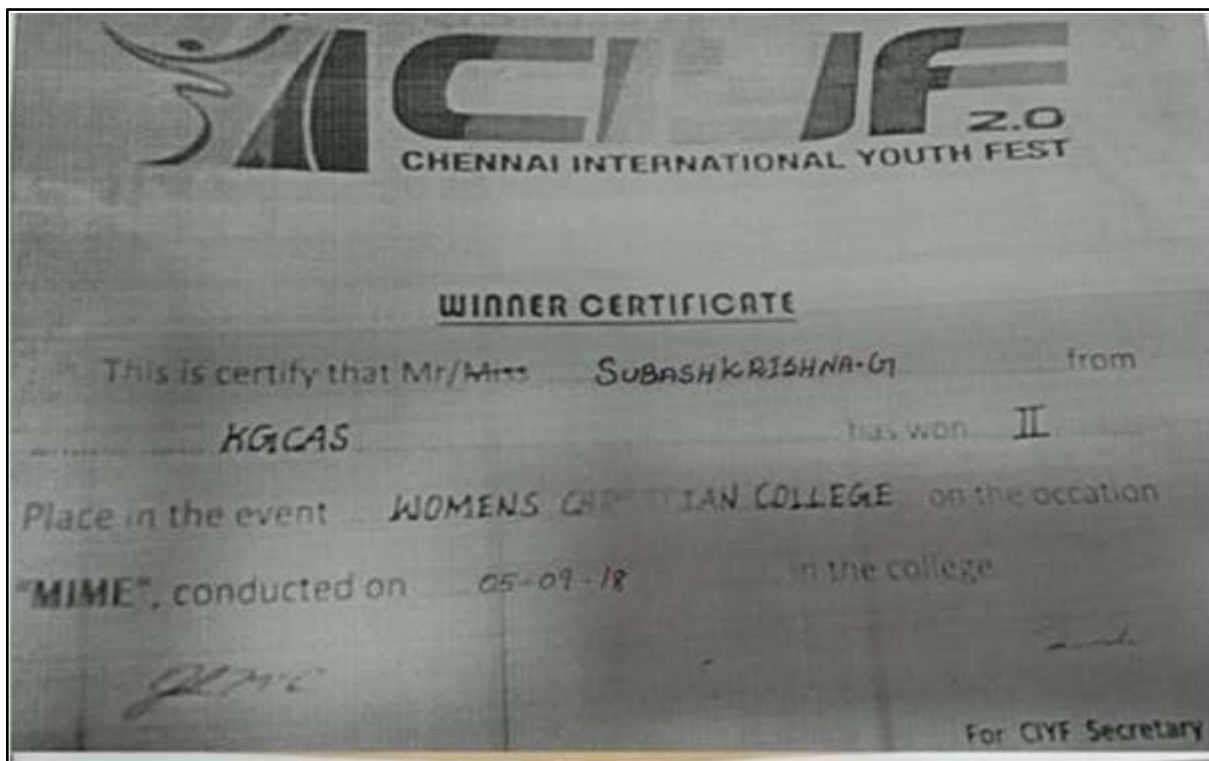 CIYF 2.0
CHENNAI INTERNATIONAL YOUTH FEST
WINNER CERTIFICATE
This is certify that Mr/Miss SUBASHKRISHNA-G from
KGCAS has won II
Place in the event WOMENS CHRISTIAN COLLEGE on the occation
"MIME", conducted on 05-09-18 in the college
For CIYF Secretary